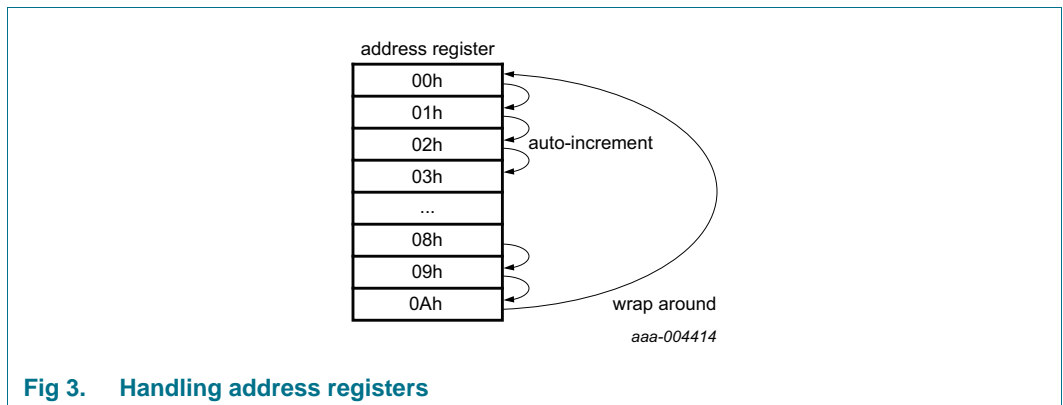 address register
00h
01h
02h
auto-increment
03h
...
08h
09h
0Ah
wrap around
aaa-004414
Fig 3. Handling address registers